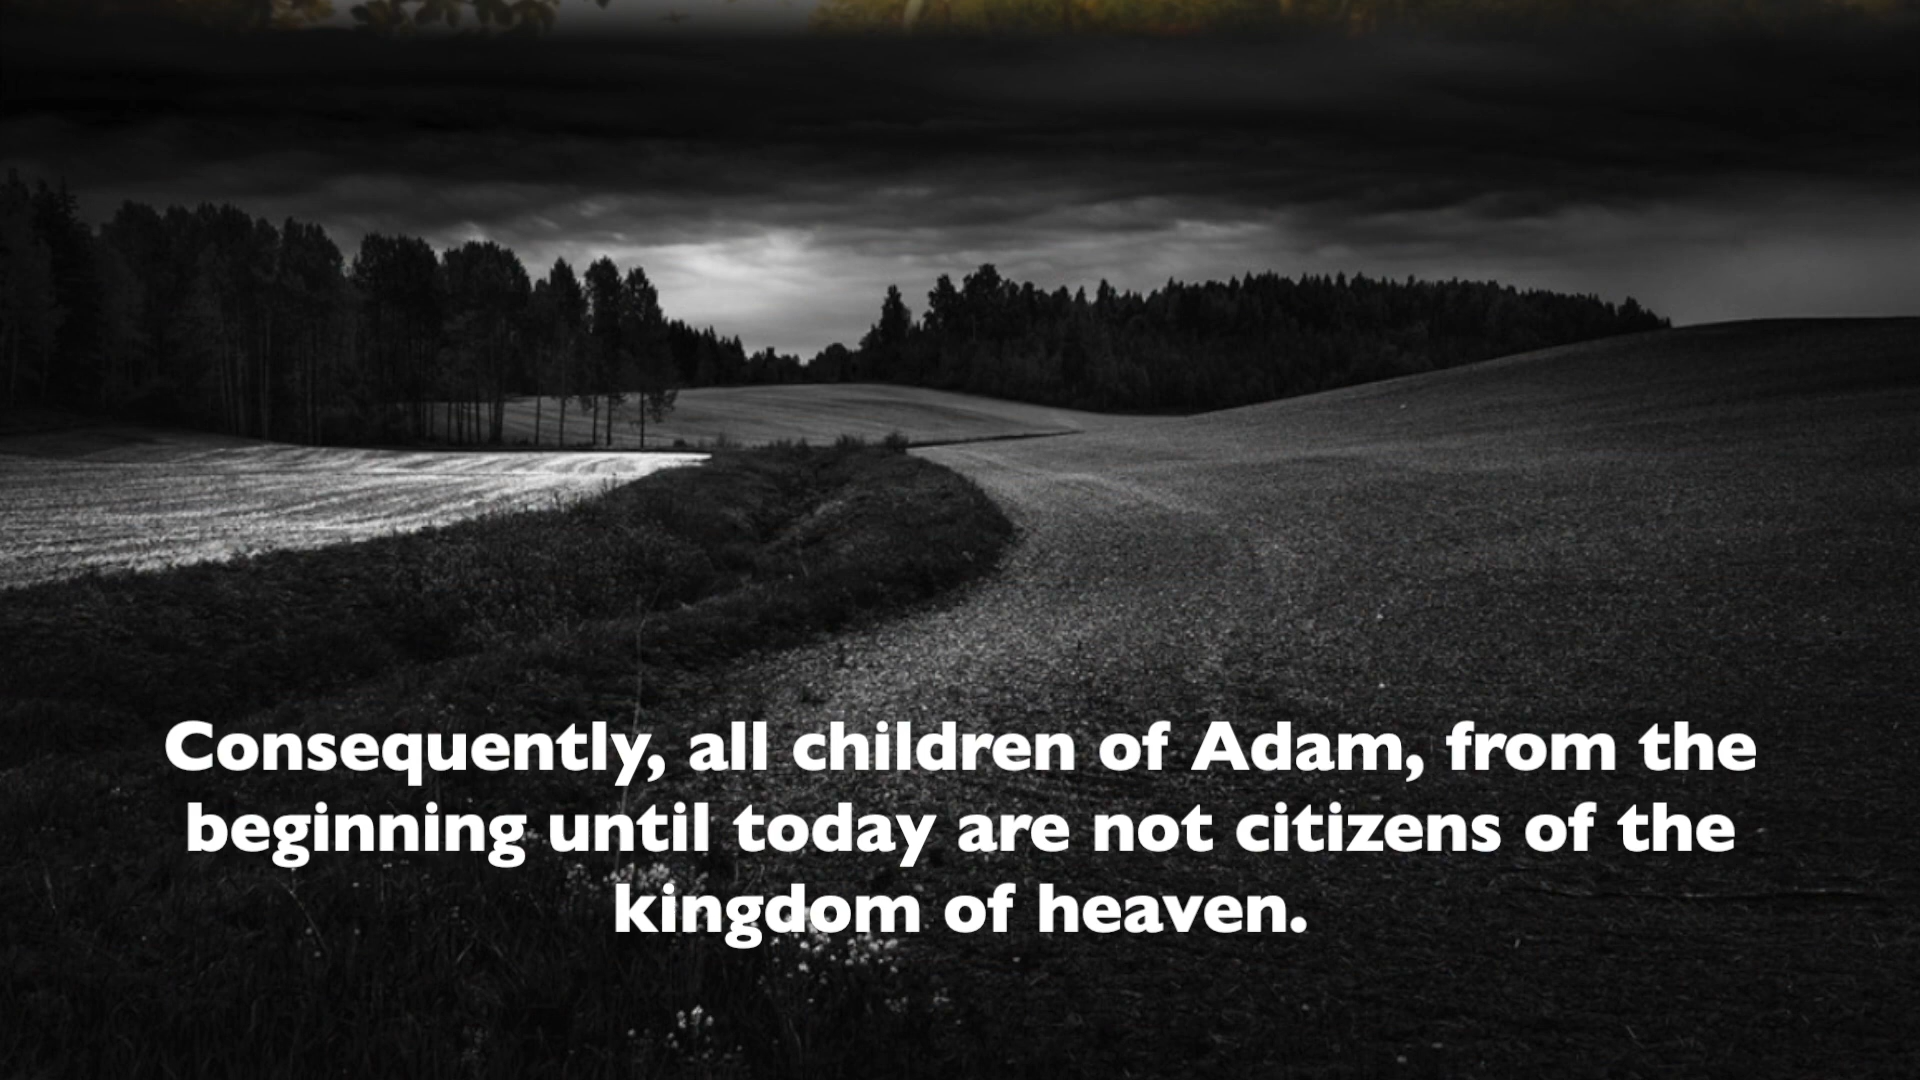 Consequently, all children of Adam, from the
beginning until today are not citizens of the
kingdom of heaven.